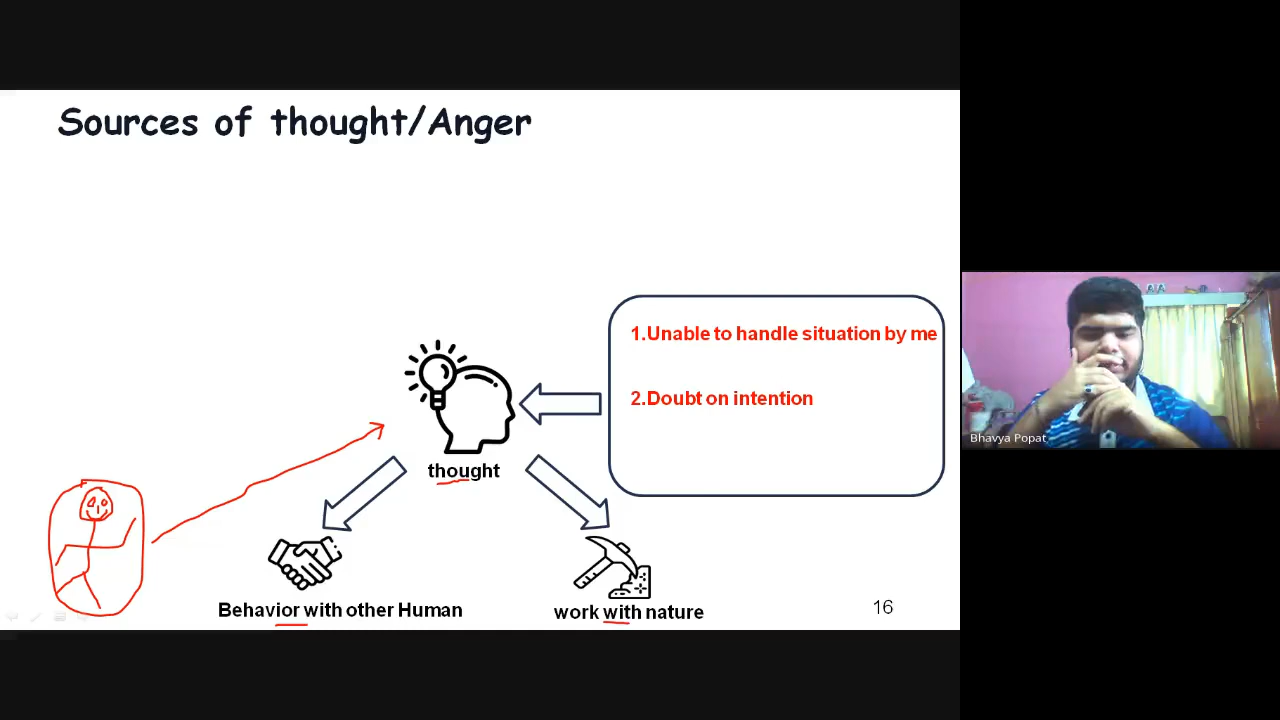 Sources of thought/Anger
1.Unable to handle situation by me
2.Doubt on intention
thought
Behavior with other Human
work with nature
16
Bhavya Popat